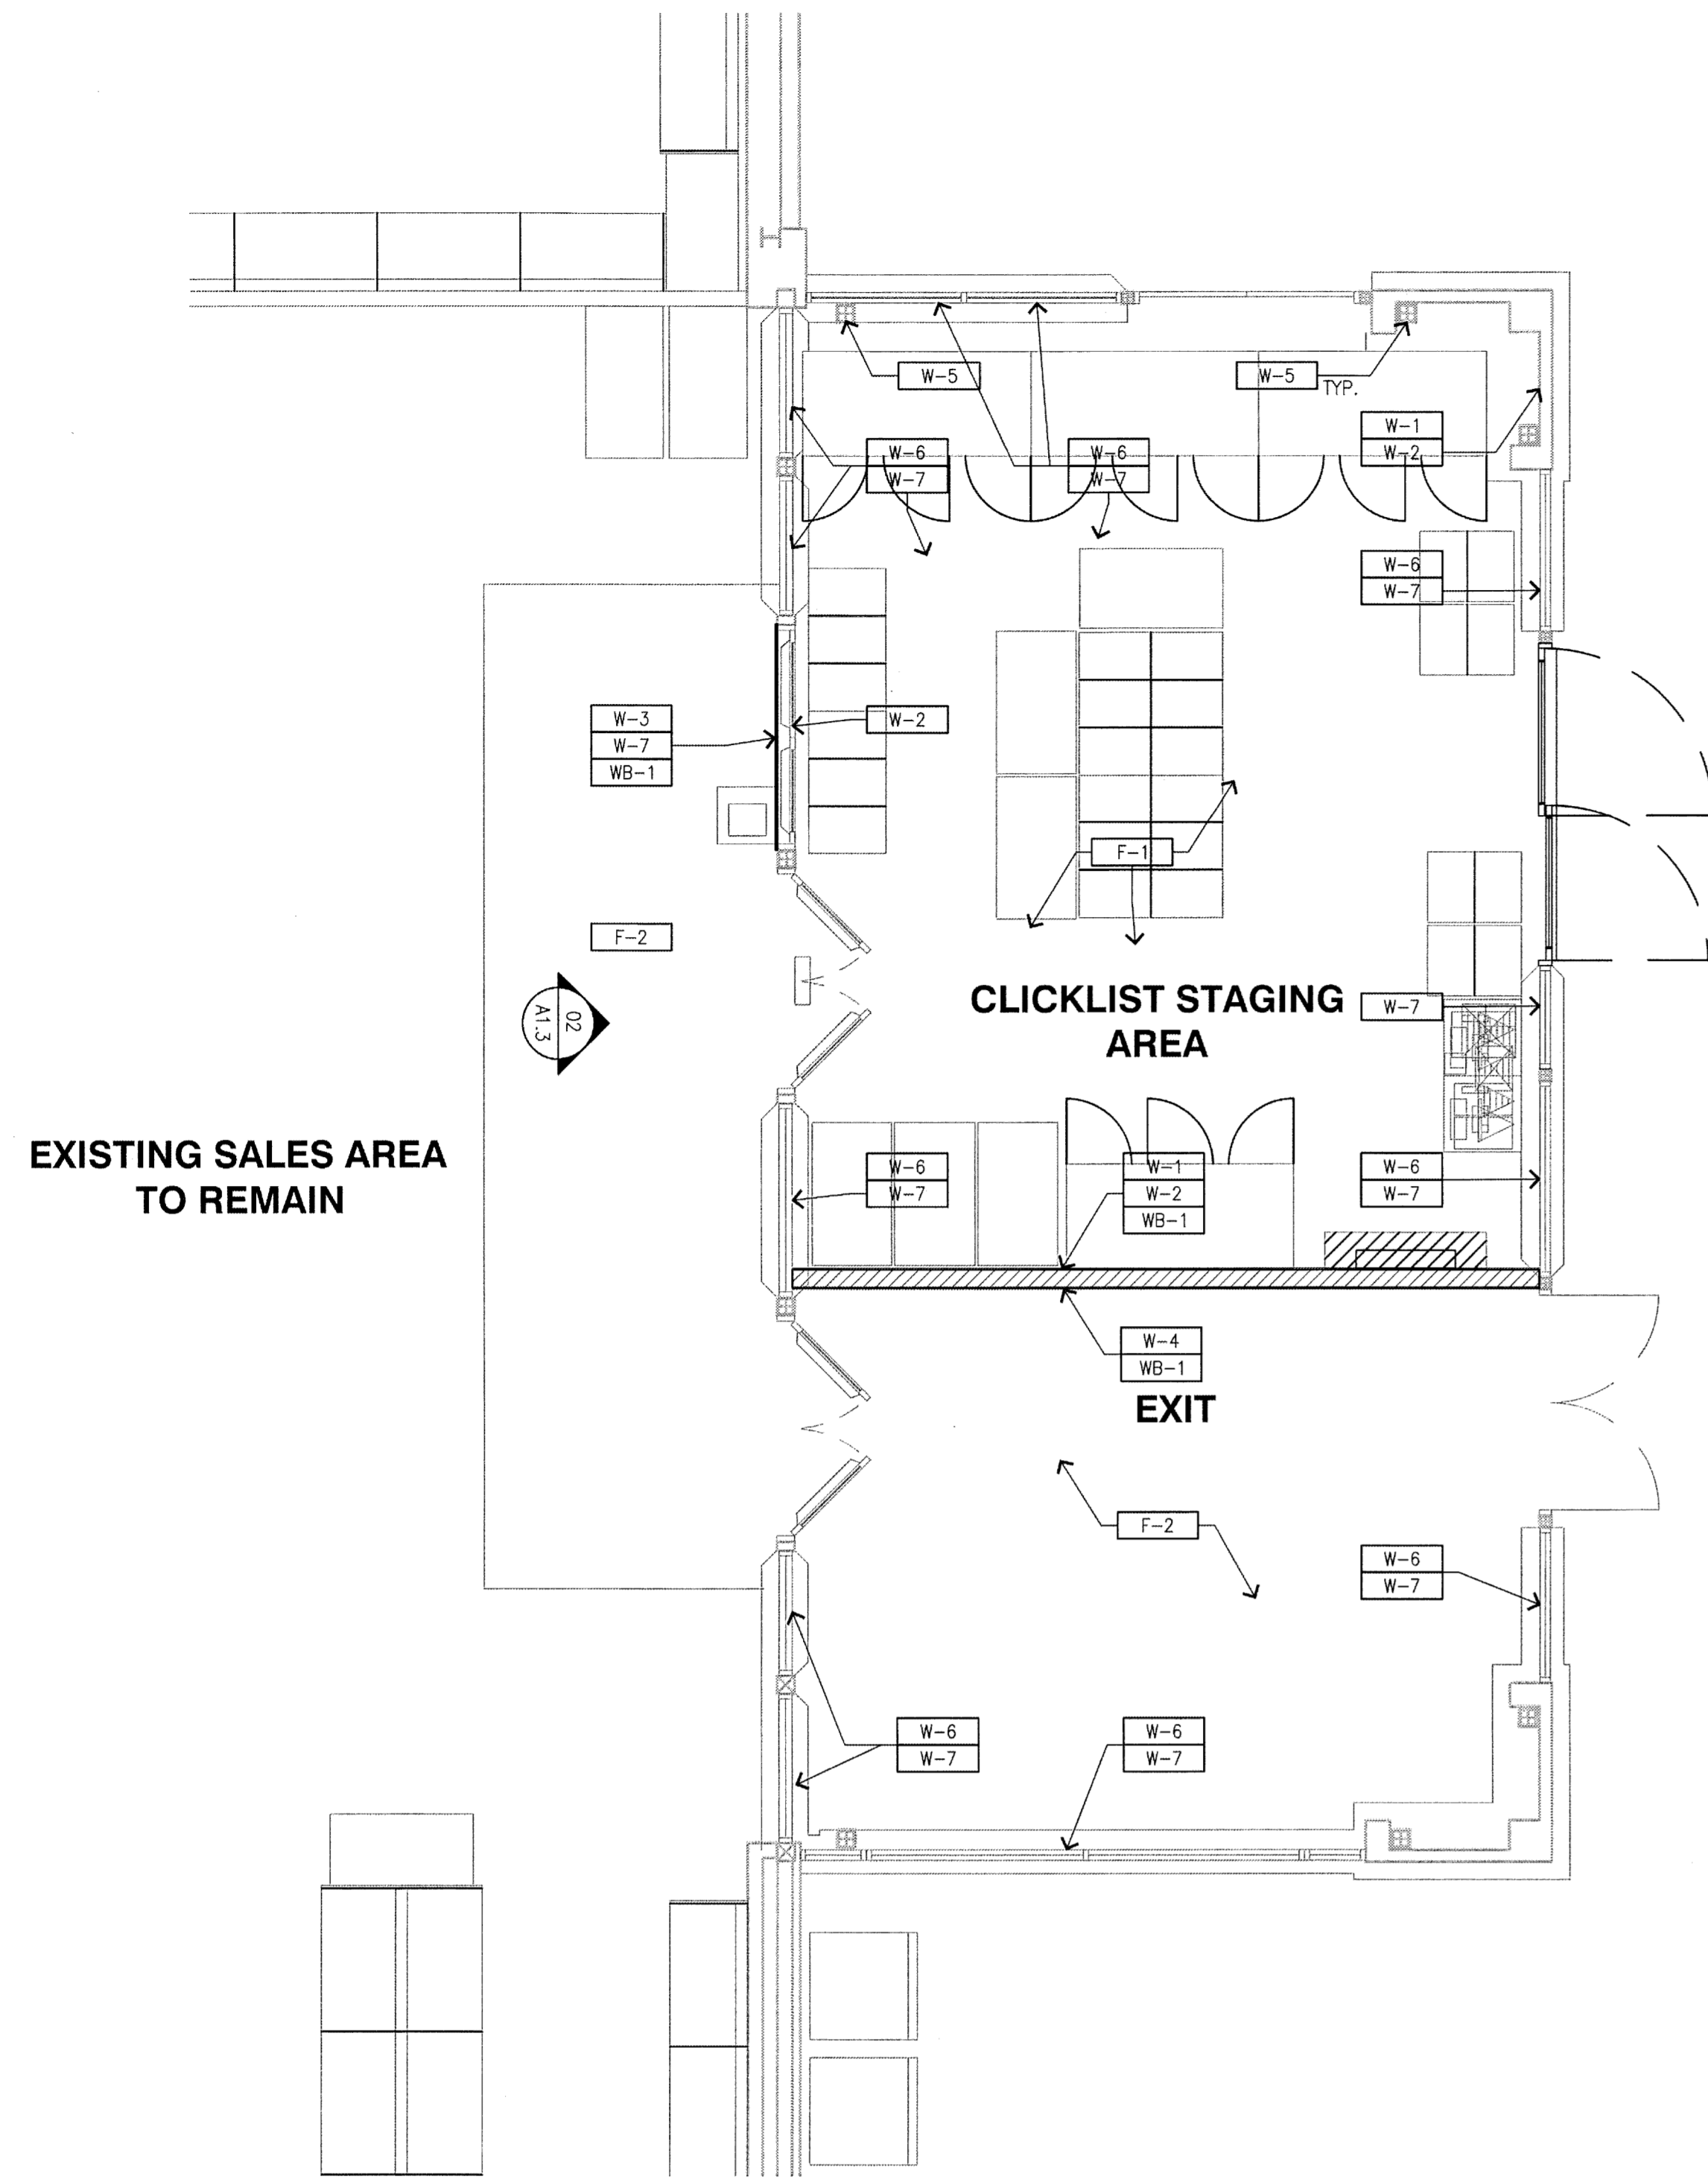 W-5
W-5
TYP.
W-1
W-2
W-6
W-7
W-6
W-7
W-6
W-7
W-3
W-7
WB-1
W-2
F-1
F-2
02
A1.3
CLICKLIST STAGING
AREA
W-7
EXISTING SALES AREA
TO REMAIN
W-6
W-7
W-1
W-2
WB-1
W-6
W-7
W-4
WB-1
EXIT
F-2
W-6
W-7
W-6
W-7
W-6
W-7